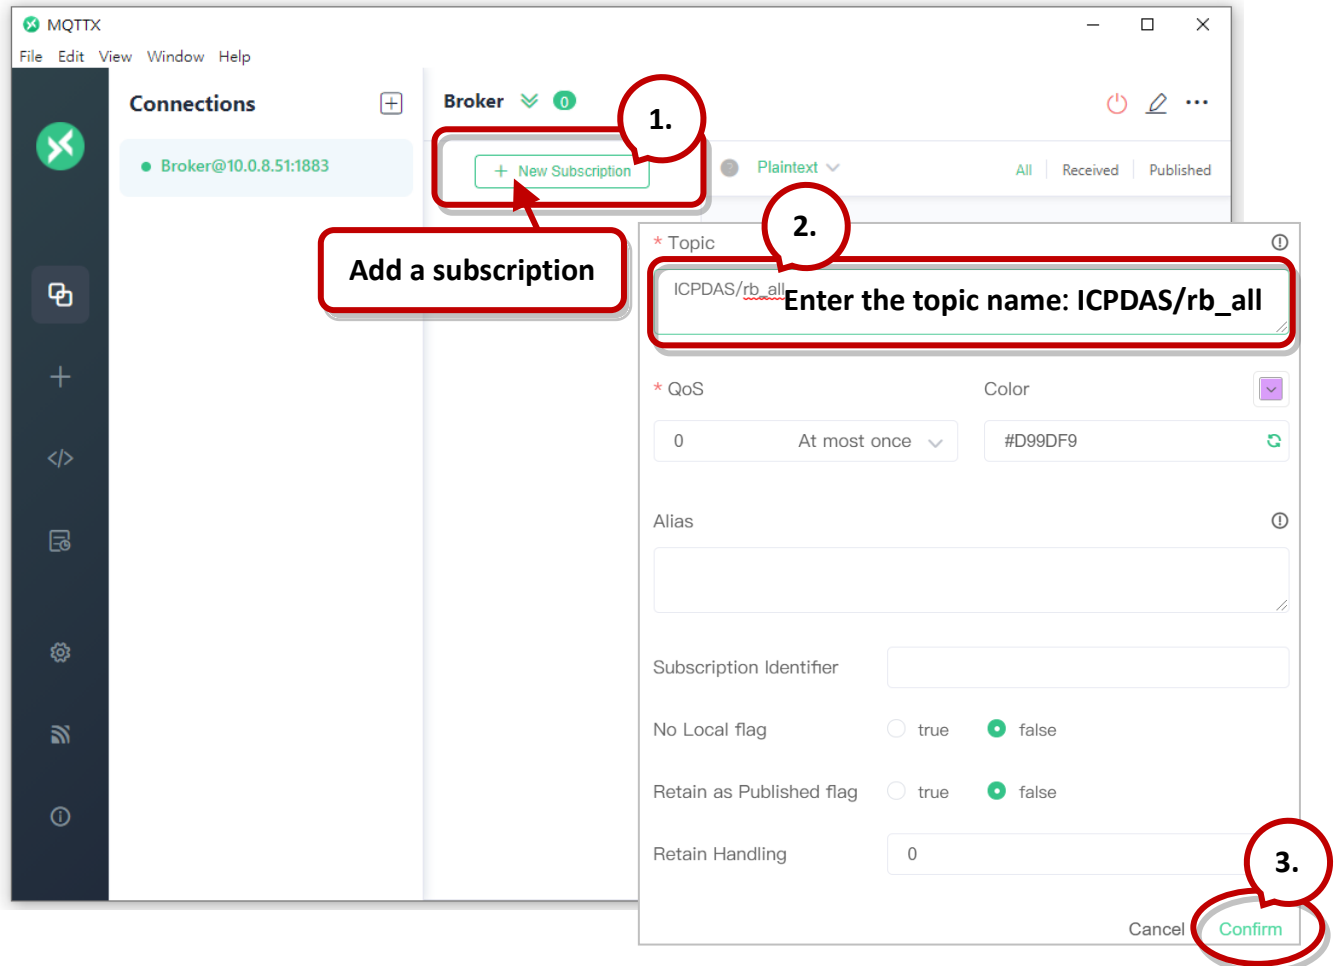 MQTTX
File Edit View Window Help
Connections
Broker 0
1.
Broker@10.0.8.51:1883
+ New Subscription
Plaintext
All Received Published
Add a subscription
2.
* Topic
ICPDAS/rb_all
Enter the topic name: ICPDAS/rb_all
* QoS
Color
0 At most once
#D99DF9
Alias
Subscription Identifier
No Local flag
true false
Retain as Published flag
true false
Retain Handling
0
3.
Cancel Confirm